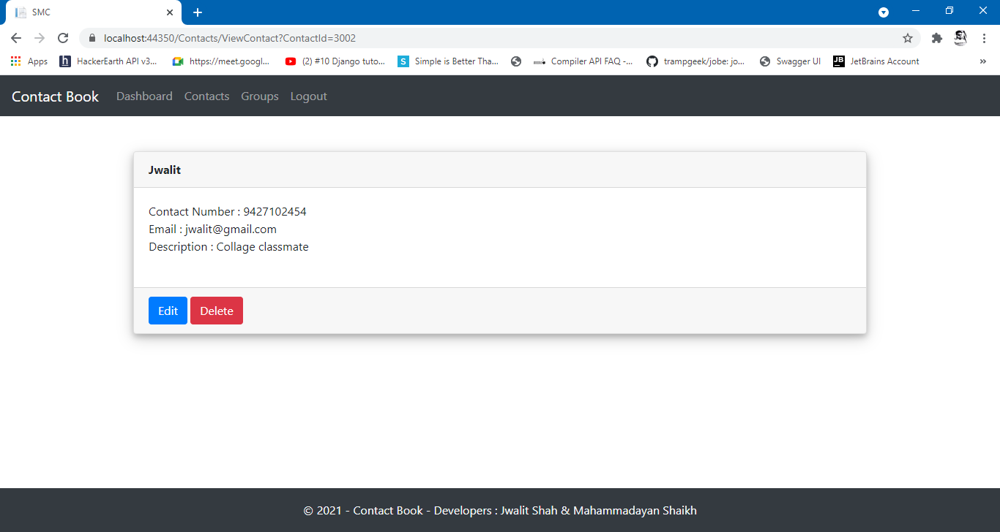 SMC
localhost:44350/Contacts/ViewContact?ContactId=3002
Apps HackerEarth API v3... https://meet.googl... (2) #10 Django tuto... Simple is Better Tha... Compiler API FAQ -... trampgeek/jobe: jo... Swagger UI JetBrains Account »
Contact Book Dashboard Contacts Groups Logout
Jwalit
Contact Number : 9427102454
Email : jwalit@gmail.com
Description : Collage classmate
Edit Delete
© 2021 - Contact Book - Developers : Jwalit Shah & Mahammadayan Shaikh